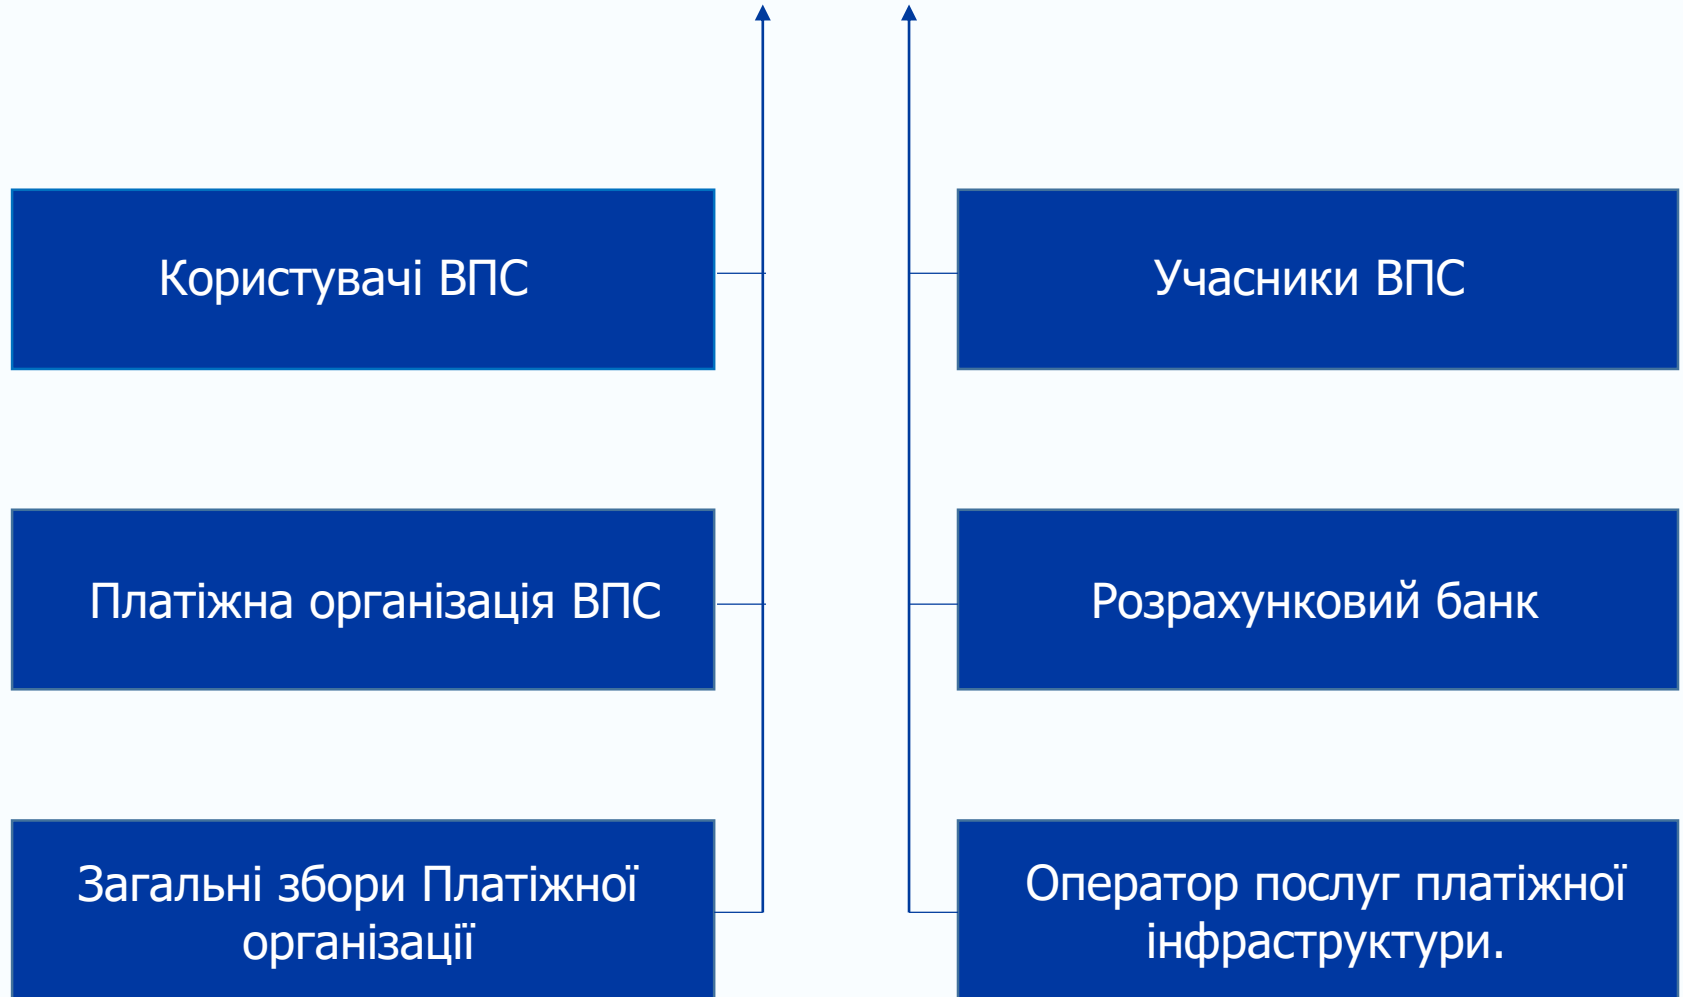 Користувачі ВПС
Учасники ВПС
Платіжна організація ВПС
Розрахунковий банк
Загальні збори Платіжної
організації
Оператор послуг платіжної
інфраструктури.